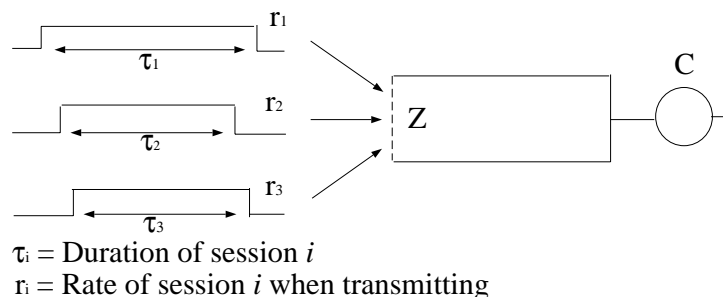 r₁
τ₁
C
r₂
Z
τ₂
r₃
τ₃
τᵢ = Duration of session i
rᵢ = Rate of session i when transmitting